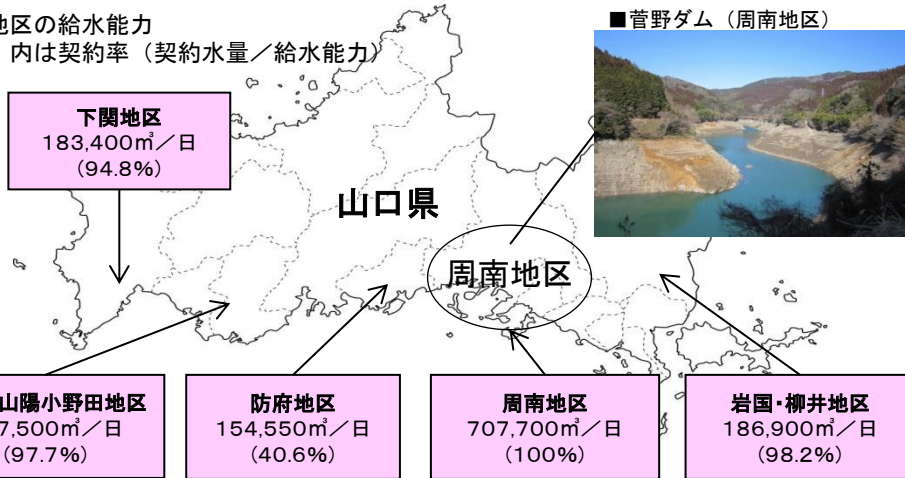 地区の給水能力
内は契約率（契約水量／給水能力）
■菅野ダム（周南地区）
下関地区
183,400㎥／日
（94.8%）
山口県
周南地区
山陽小野田地区
7,500㎥／日
（97.7%）
防府地区
154,550㎥／日
（40.6%）
周南地区
707,700㎥／日
（100%）
岩国・柳井地区
186,900㎥／日
（98.2%）